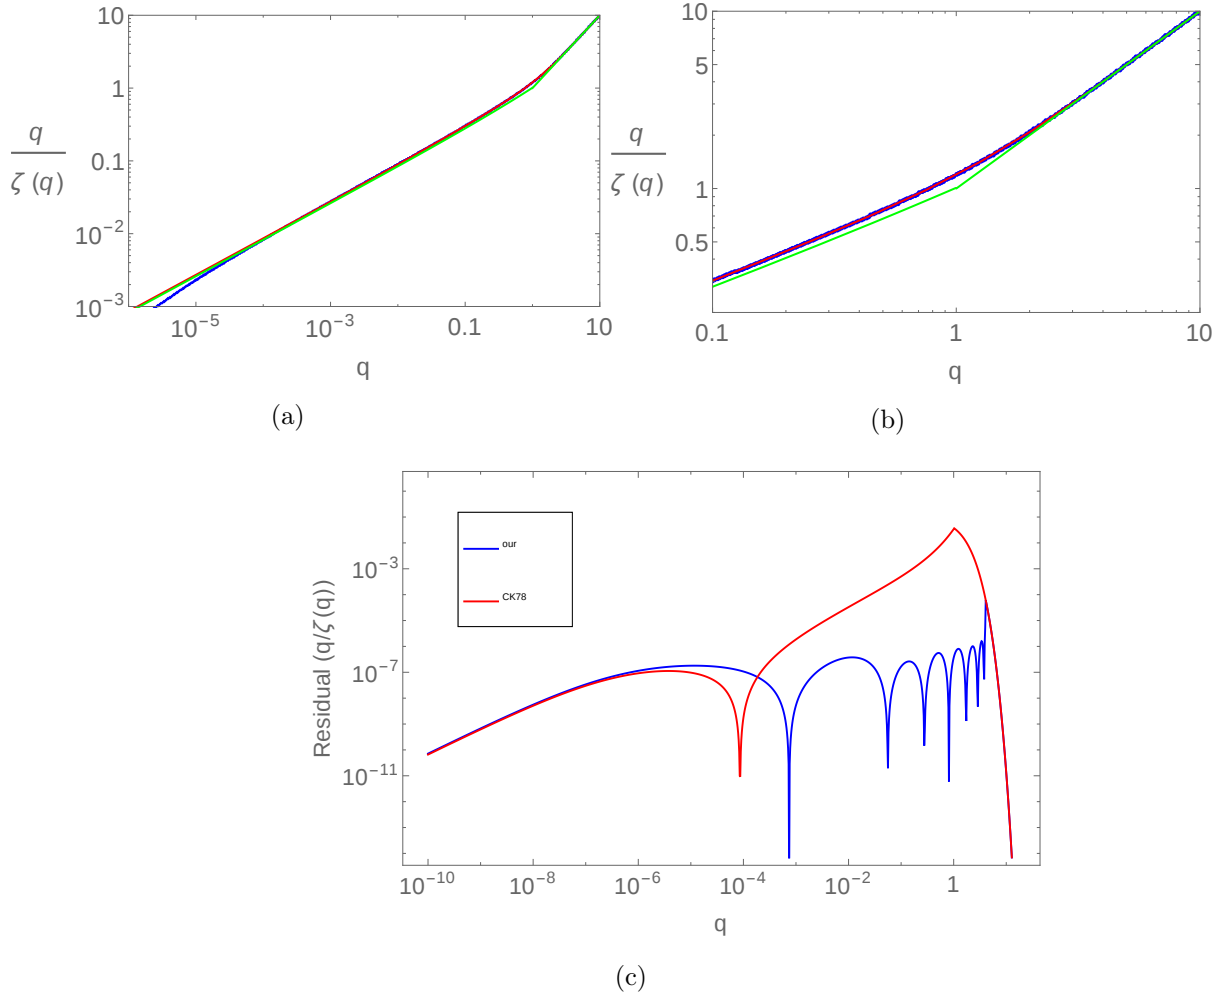 10
1
0.1
10⁻²
10⁻³
q
ζ (q)
10⁻⁵
10⁻³
0.1
10
q
(a)
10
5
1
0.5
q
ζ (q)
0.1
1
10
q
(b)
Residual (q/ζ(q))
10⁻³
10⁻⁷
10⁻¹¹
our
CK78
10⁻¹⁰
10⁻⁸
10⁻⁶
10⁻⁴
10⁻²
1
q
(c)